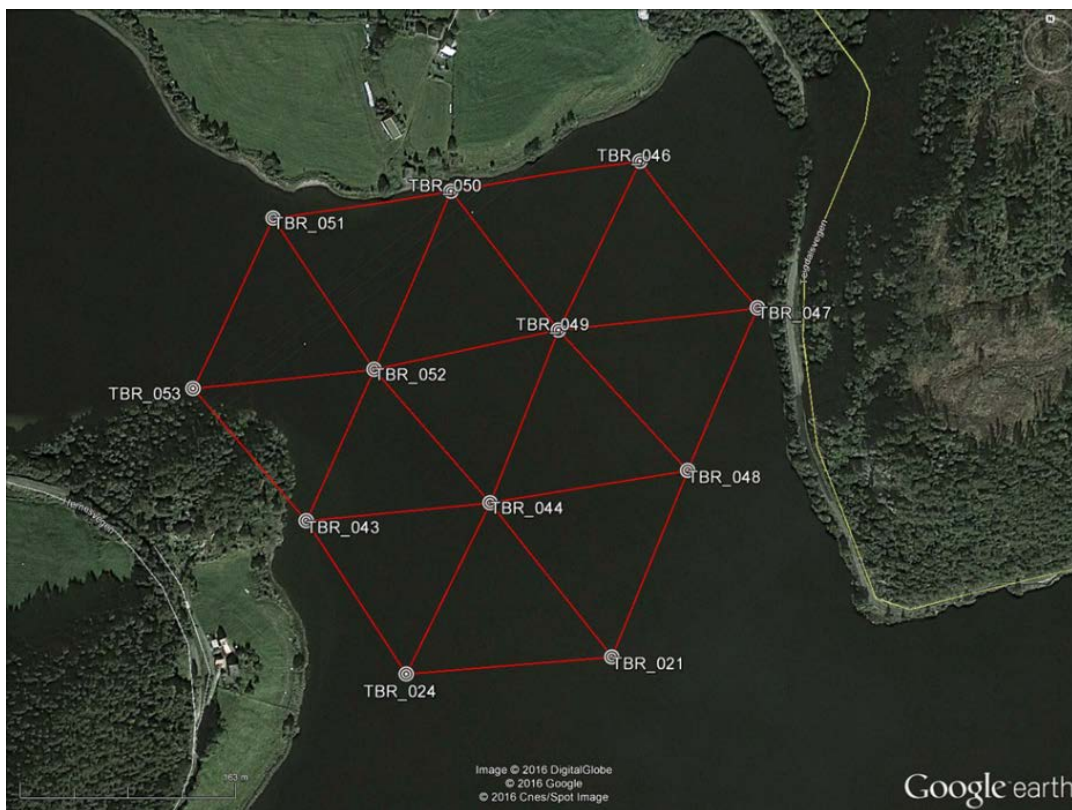 TBR_046
TBR_050
TBR_051
TBR_047
TBR_049
TBR_052
TBR_053
TBR_048
TBR_044
TBR_043
TBR_021
TBR_024
163 m
Image © 2016 DigitalGlobe
© 2016 Google
© 2016 Cnes/Spot Image
Google earth